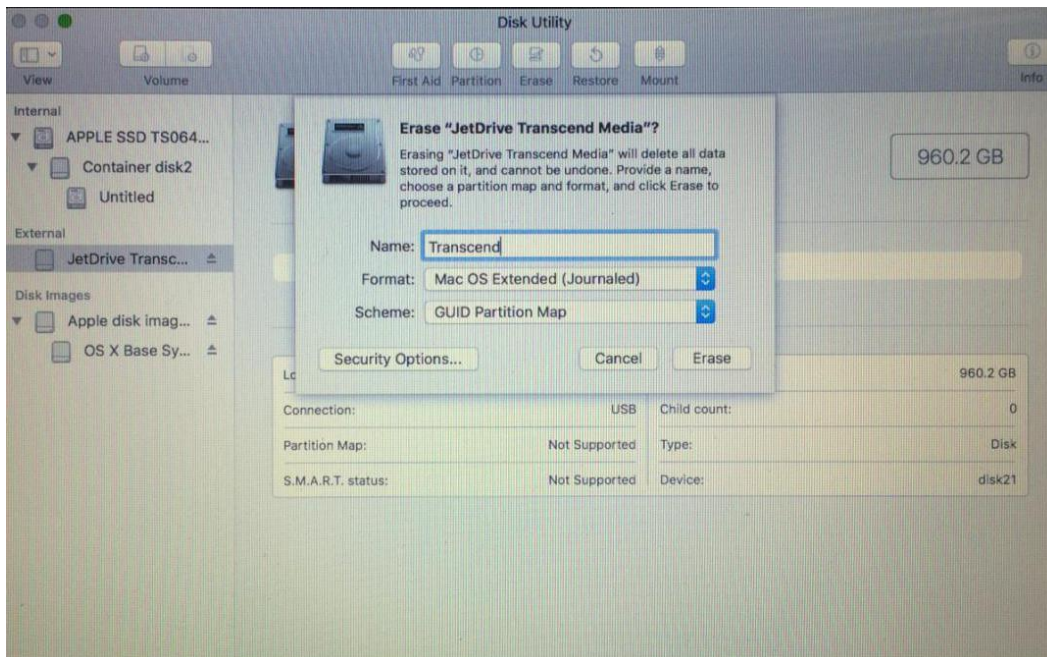 Disk Utility
View
Volume
First Aid
Partition
Erase
Restore
Mount
Info
Internal
APPLE SSD TS064...
Container disk2
Untitled
External
JetDrive Transc...
Disk Images
Apple disk imag...
OS X Base Sy...
Erase "JetDrive Transcend Media"?
Erasing "JetDrive Transcend Media" will delete all data
stored on it, and cannot be undone. Provide a name,
choose a partition map and format, and click Erase to
proceed.
Name: Transcend
Format: Mac OS Extended (Journaled)
Scheme: GUID Partition Map
Security Options...
Cancel
Erase
960.2 GB
960.2 GB
Connection: USB
Child count: 0
Partition Map: Not Supported
Type: Disk
S.M.A.R.T. status: Not Supported
Device: disk21